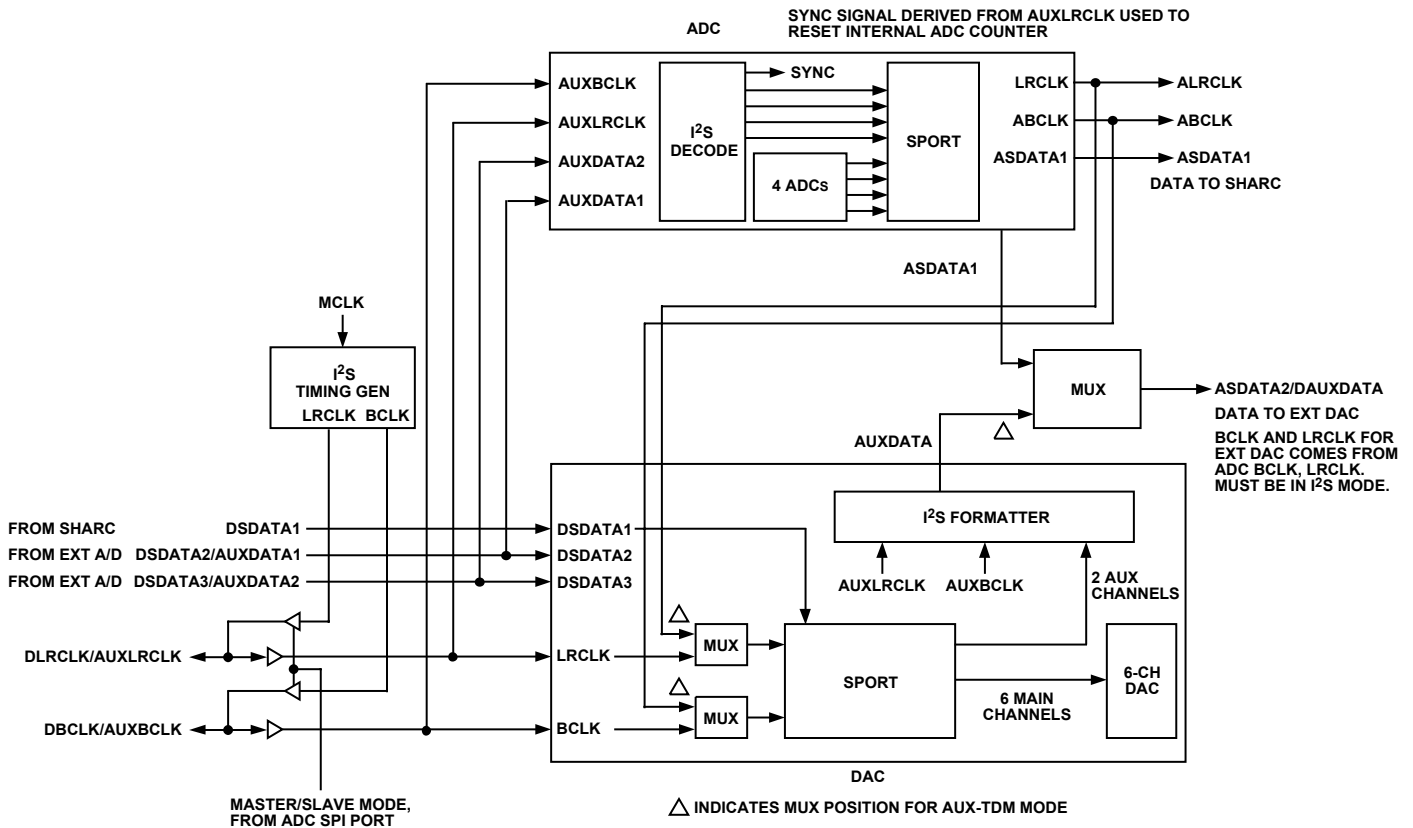 SYNC SIGNAL DERIVED FROM AUXLRCLK USED TO
RESET INTERNAL ADC COUNTER
ADC
AUXBCLK
AUXLRCLK
AUXDATA2
AUXDATA1
I2S
DECODE
SYNC
4 ADCs
SPORT
LRCLK
ABCLK
ASDATA1
ALRCLK
ABCLK
ASDATA1
DATA TO SHARC
ASDATA1
MCLK
I2S
TIMING GEN
LRCLK BCLK
MUX
ASDATA2/DAUXDATA
DATA TO EXT DAC
BCLK AND LRCLK FOR
EXT DAC COMES FROM
ADC BCLK, LRCLK.
MUST BE IN I2S MODE.
AUXDATA
FROM SHARC DSDATA1
FROM EXT A/D DSDATA2/AUXDATA1
FROM EXT A/D DSDATA3/AUXDATA2
DLRCLK/AUXLRCLK
DBCLK/AUXBCLK
MASTER/SLAVE MODE,
FROM ADC SPI PORT
DSDATA1
DSDATA2
DSDATA3
LRCLK
BCLK
I2S FORMATTER
AUXLRCLK
AUXBCLK
2 AUX
CHANNELS
MUX
MUX
SPORT
6 MAIN
CHANNELS
6-CH
DAC
DAC
△ INDICATES MUX POSITION FOR AUX-TDM MODE